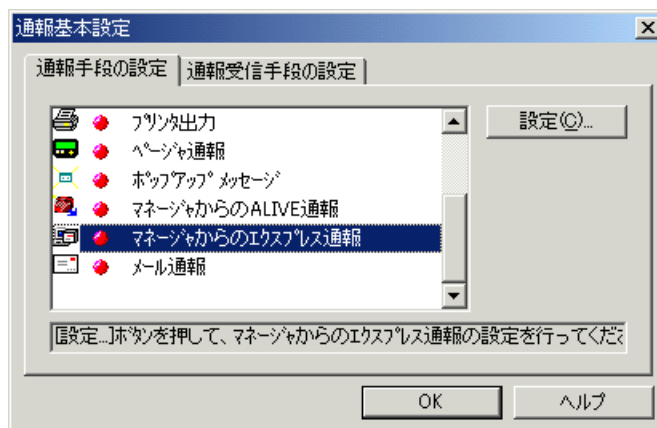 通報基本設定
通報手段の設定 通報受信手段の設定
プリンタ出力
ページャ通報
ポップアップ メッセージ
マネージャからのALIVE通報
マネージャからのエクスプレス通報
メール通報
設定(C)...
[設定...]ボタンを押して、マネージャからのエクスプレス通報の設定を行ってくだ
OK ヘルプ